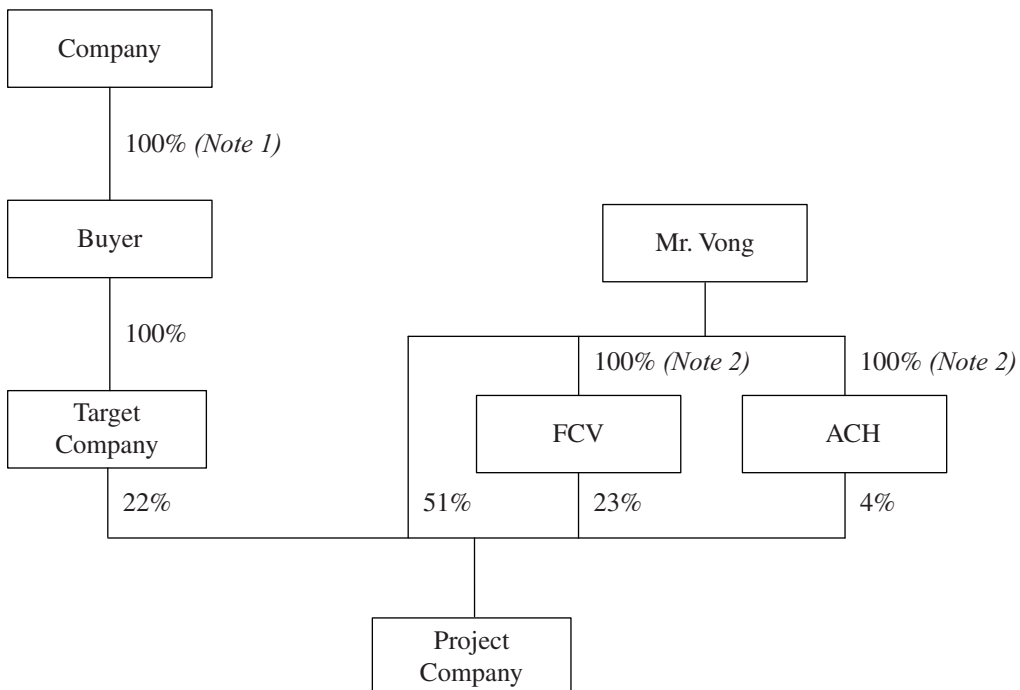 Company
100% (Note 1)
Buyer
Mr. Vong
100%
100% (Note 2)
100% (Note 2)
Target
Company
FCV
ACH
22%
51%
23%
4%
Project
Company